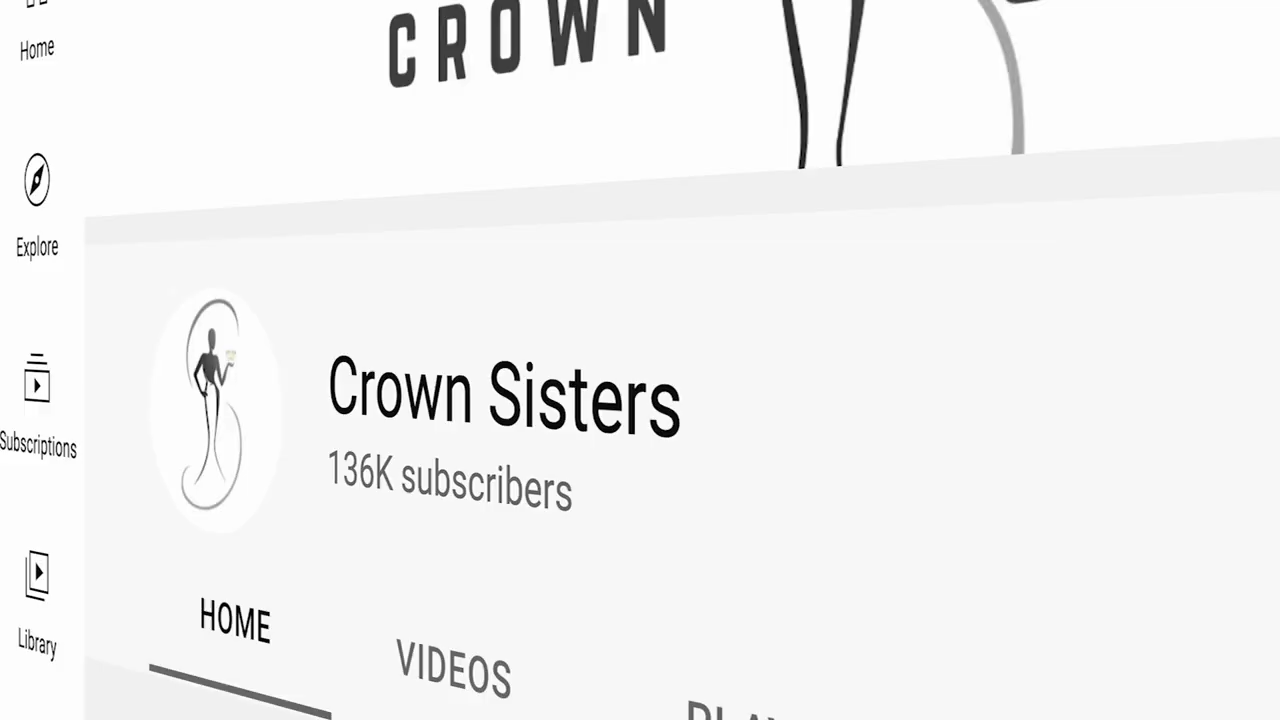 CROWN
Home
Explore
Subscriptions
Library
Crown Sisters
136K subscribers
HOME
VIDEOS